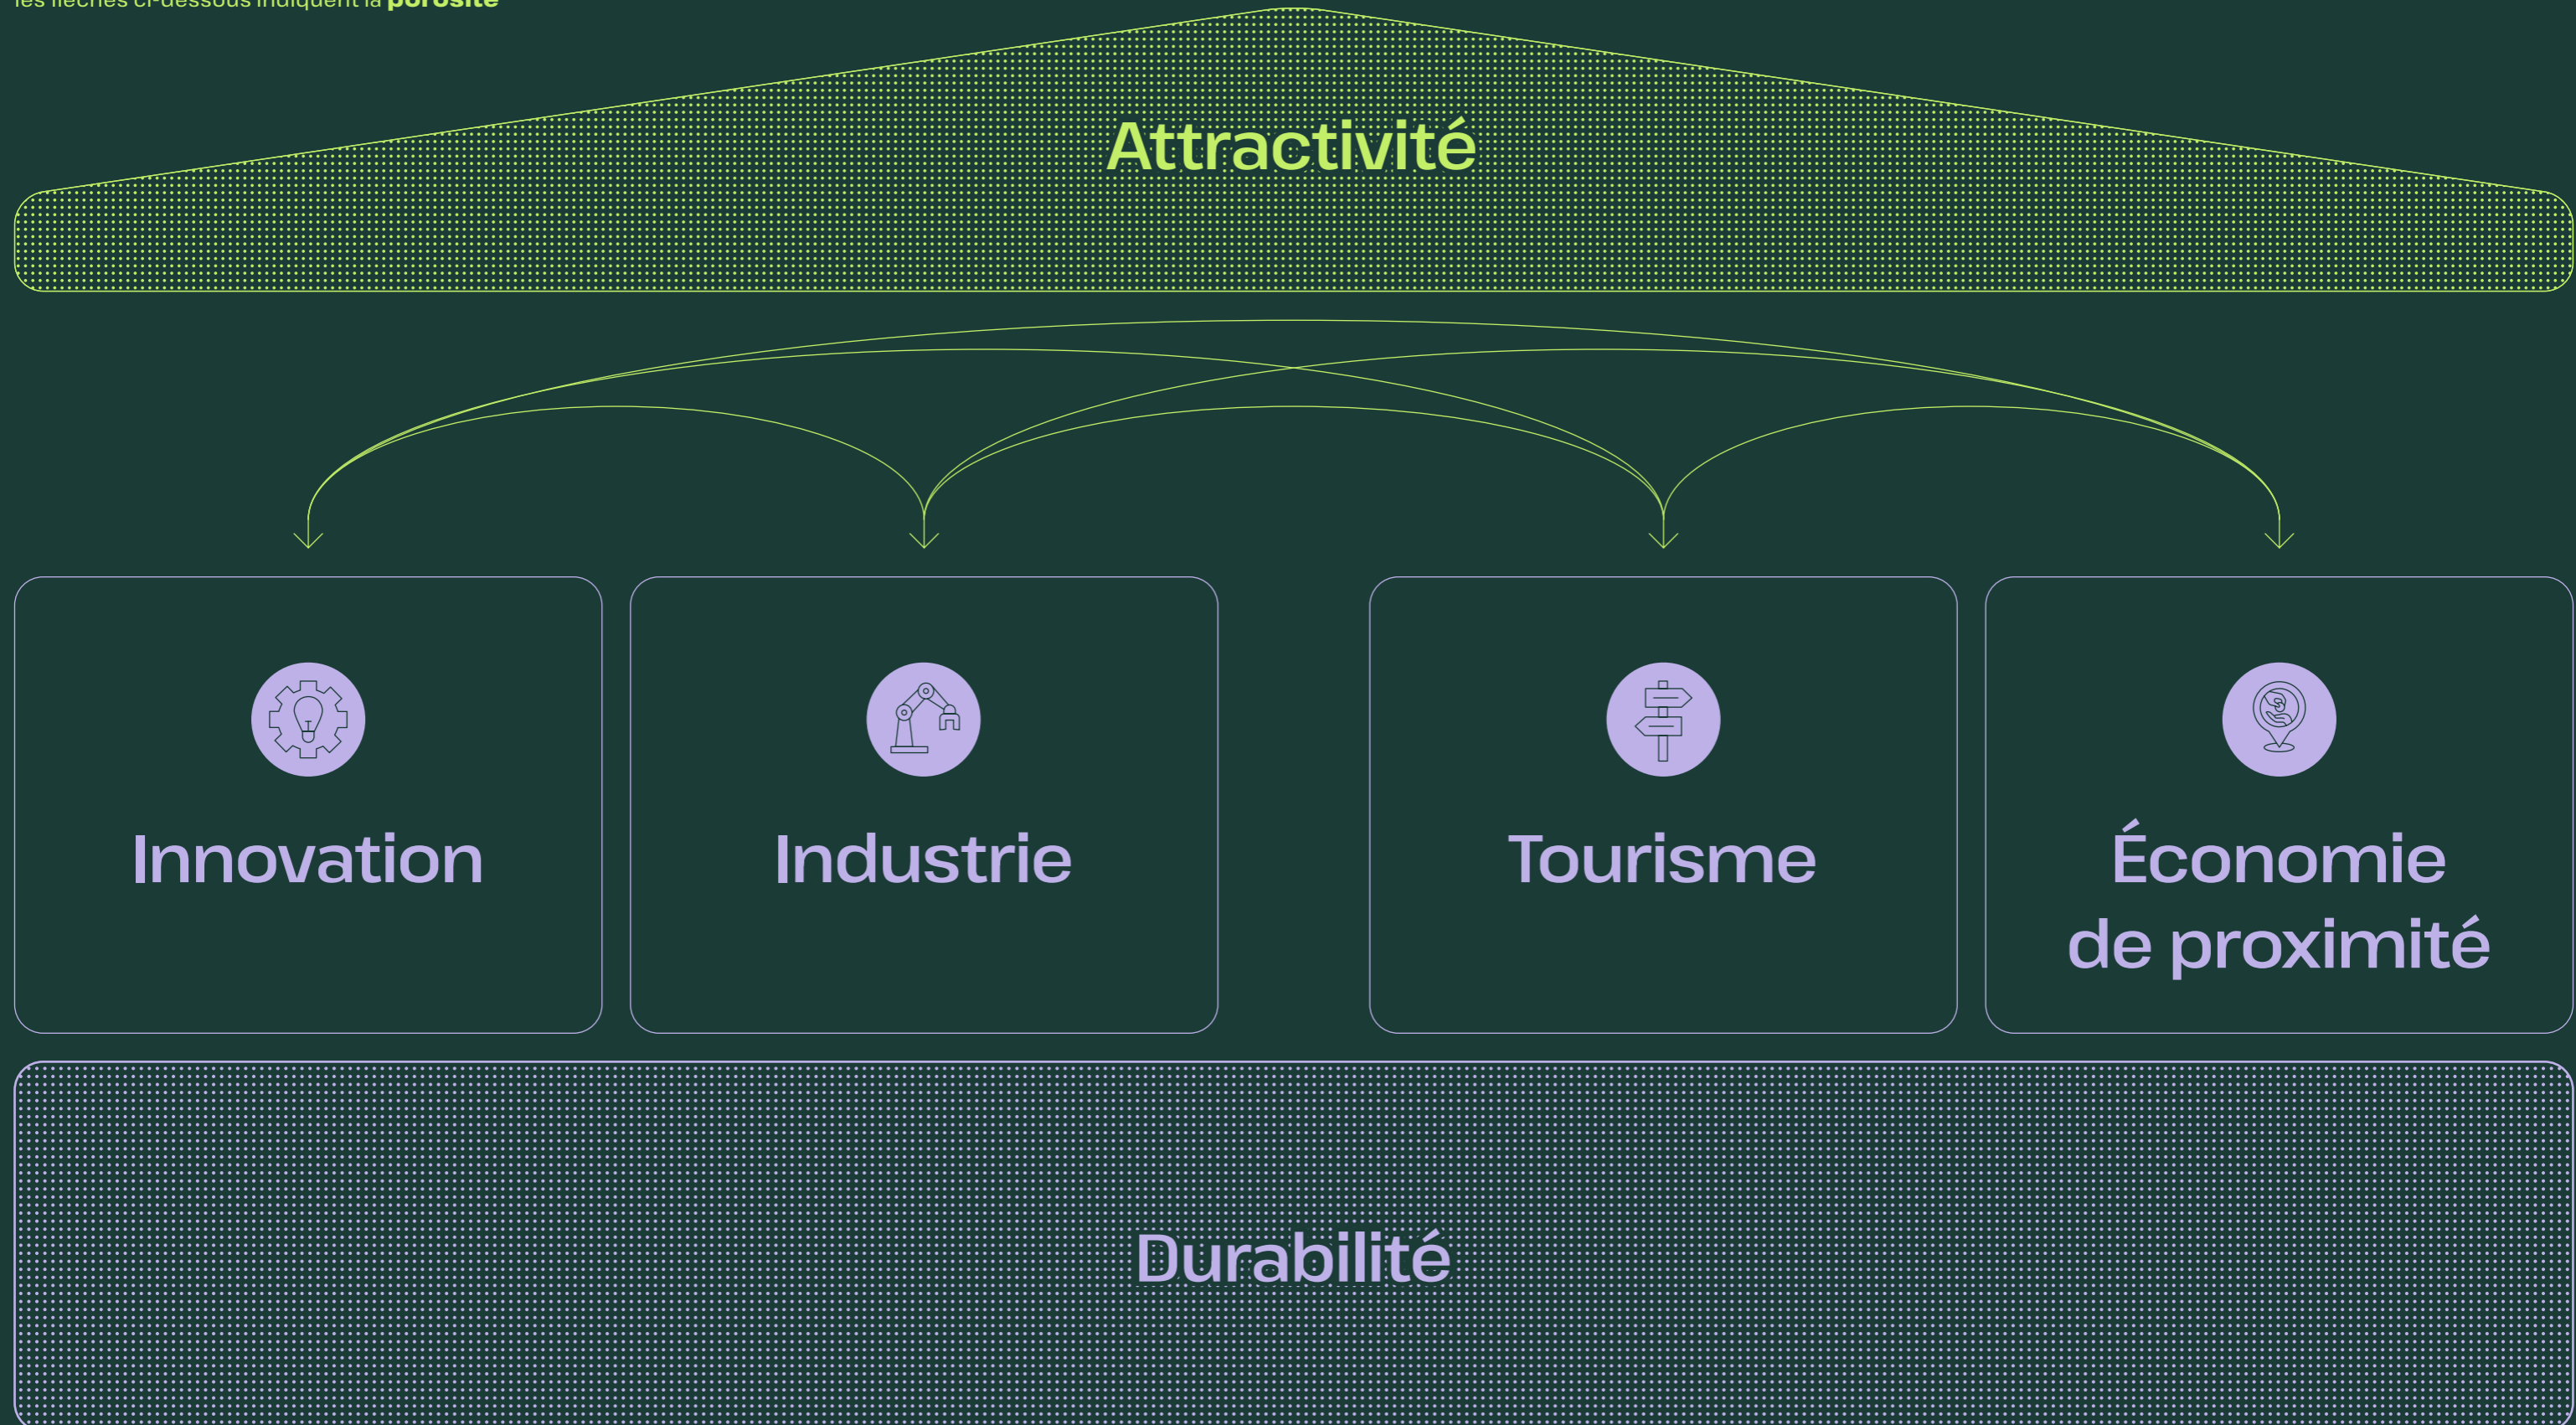 les flèches ci-dessous indiquent la porosité
Attractivité
Innovation
Industrie
Tourisme
Économie
de proximité
Durabilité